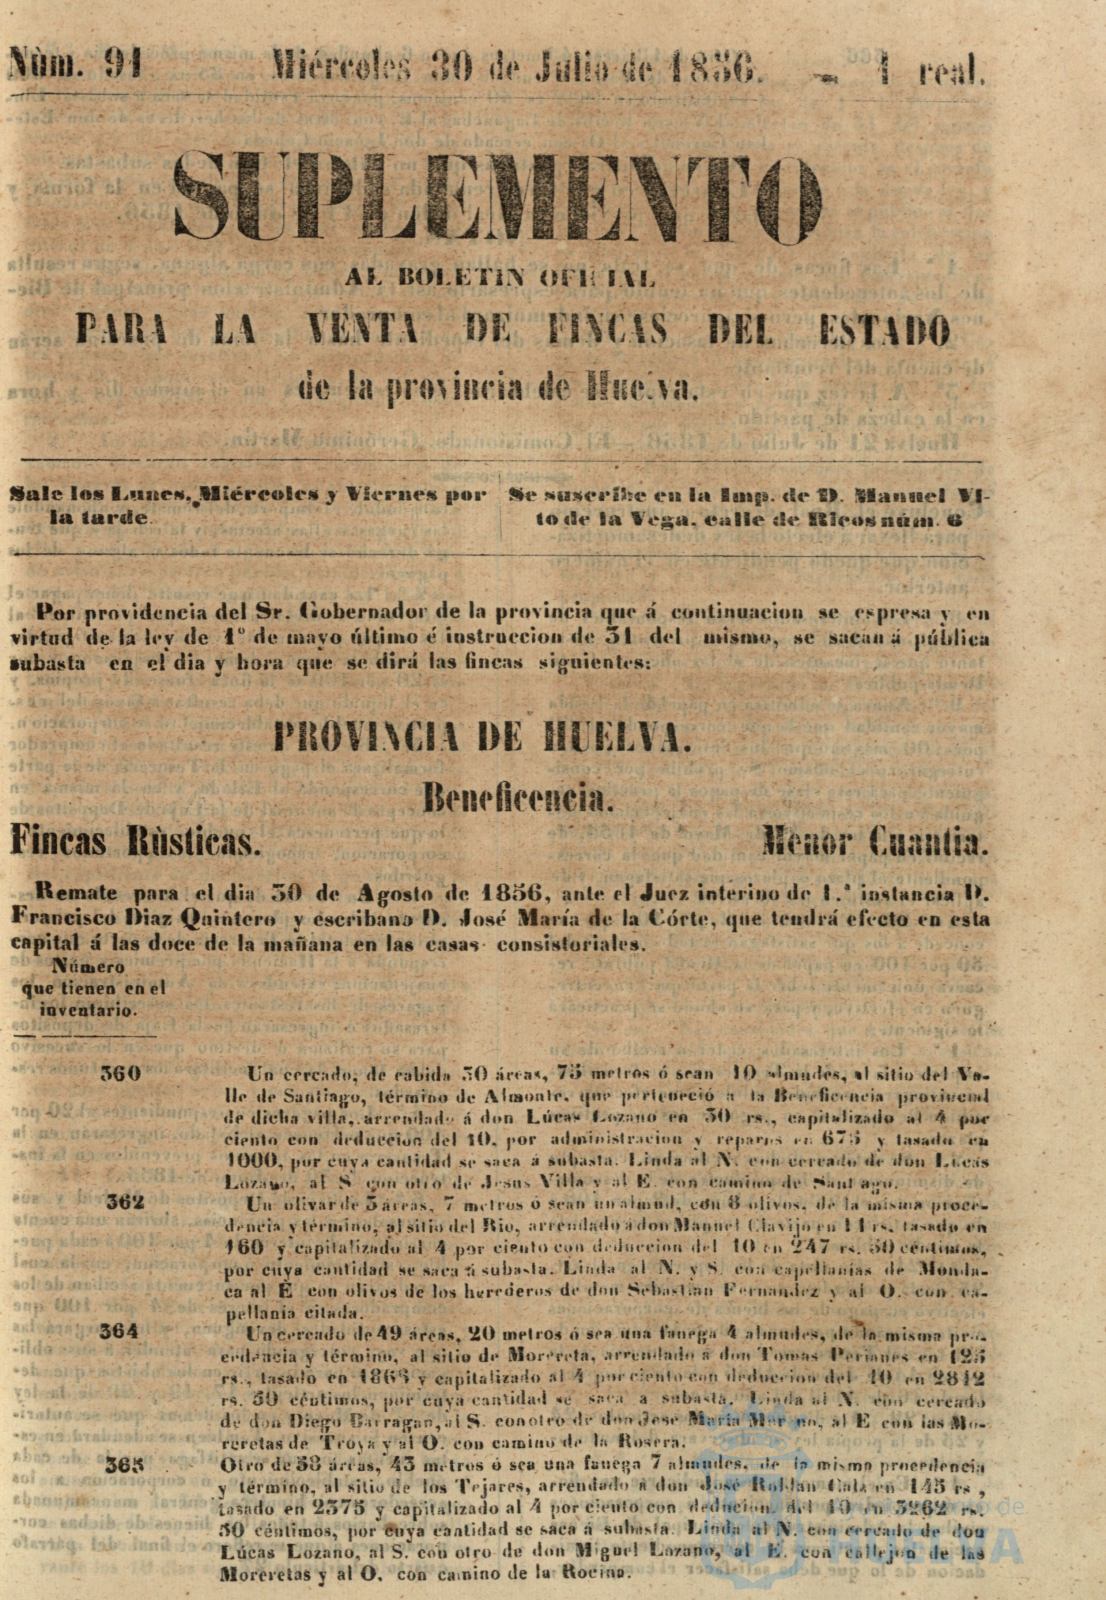 Nùm. 91 Miércoles 30 de Julio de 1856. 1 real.
SUPLEMENTO
AL BOLETIN OFICIAL
PARA LA VENTA DE FINCAS DEL ESTADO
de la provincia de Huelva.
Sale los Lunes, Miércoles y Viernes por
la tarde.
Se suscribe en la Imp. de D. Manuel Vi-
to de la Vega, calle de Ricos núm. 6
Por providencia del Sr. Gobernador de la provincia que á continuacion se espresa y en
virtud de la ley de 1º de mayo último é instruccion de 31 del mismo, se sacan á pública
subasta en el dia y hora que se dirá las fincas siguientes:
PROVINCIA DE HUELVA.
Beneficencia.
Fincas Rùsticas. Menor Cuantia.
Remate para el dia 30 de Agosto de 1856, ante el Juez interino de 1.ª instancia D.
Francisco Diaz Quintero y escribano D. José María de la Córte, que tendrá efecto en esta
capital á las doce de la mañana en las casas consistoriales.
Número
que tienen en el
inventario.
360 Un cercado, de cabida 30 áreas, 75 metros ó sean 10 almudes, al sitio del Va-
lle de Santiago, término de Almonte, que perteneció a la Beneficencia provincial
de dicha villa, arrendado á don Lúcas Lozano en 30 rs., capitalizado al 4 por
ciento con deduccion del 10, por administracion y reparos en 675 y tasado en
1000, por cuya cantidad se saca á subasta. Linda al N. con cercado de don Lucas
Lozano, al S con otro de Jesus Villa y al E. con camino de Santiago.
362 Un olivar de 3 áreas, 7 metros ó sean un almud, con 8 olivos, de la misma proce-
dencia y término, al sitio del Rio, arrendado á don Manuel Clavijo en 11 rs, tasado en
160 y capitalizado al 4 por ciento con deduccion del 10 en 247 rs. 50 céntimos,
por cuya cantidad se saca á subasta. Linda al N. y S. con capellanías de Monda-
ca al E con olivos de los herederos de don Sebastian Fernandez y al O. con ca-
pellania citada.
364 Un cercado de 49 áreas, 20 metros ó sea una fanega 4 almudes, de la misma pro-
cedencia y término, al sitio de Morereta, arrendado á don Tomas Perianes en 125
rs., tasado en 1863 y capitalizado al 4 por ciento con deduccion del 10 en 2812
rs. 50 céntimos, por cuya cantidad se saca a subasta. Linda al N. con cercado
de don Diego Barragan, al S. con otro de don José María Moreno, al E con las Mo-
reretas de Troya y al O. con camino de la Rosera.
365 Otro de 58 áreas, 43 metros ó sea una fanega 7 almudes, de la misma procedencia
y término, al sitio de los Tejares, arrendado á don José Roldan Cala en 145 rs,
tasado en 2375 y capitalizado al 4 por ciento con deducion del 10 en 3262 rs.
50 céntimos, por cuya cantidad se saca á subasta. Linda al N. con cercado de don
Lúcas Lozano, al S. con otro de don Miguel Lozano, al E. con callejon de las
Moreretas y al O. con camino de la Rocina.